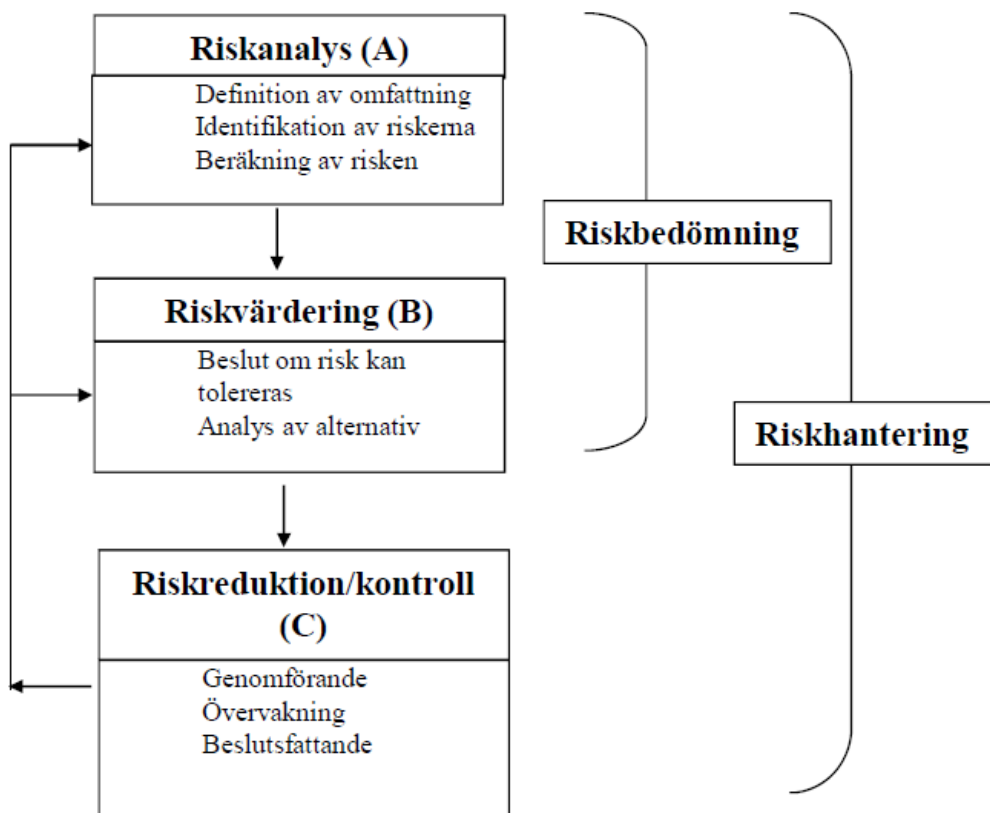 Riskanalys (A)
Definition av omfattning
Identifikation av riskerna
Beräkning av risken
Riskbedömning
Riskvärdering (B)
Beslut om risk kan
tolereras
Analys av alternativ
Riskhantering
Riskreduktion/kontroll
(C)
Genomförande
Övervakning
Beslutsfattande